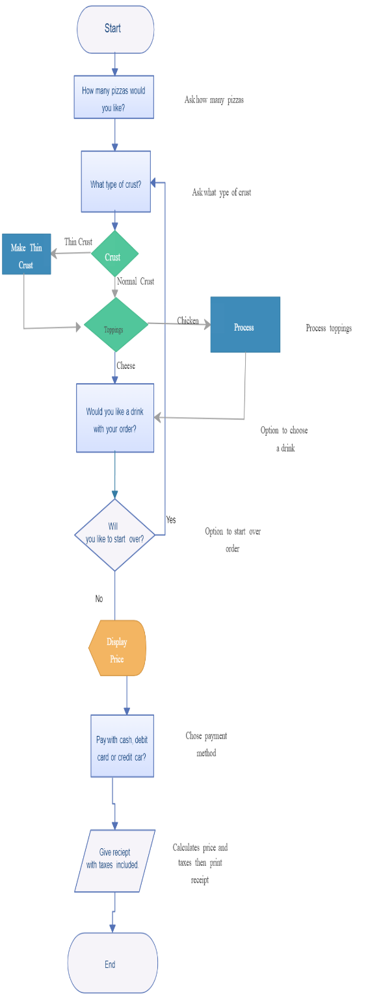 Start
How many pizzas would
you like?
Ask how many pizzas
What type of crust?
Ask what ype of crust
Thin Crust
Make Thin
Crust
Crust
Normal Crust
Toppings
Chicken
Process
Process toppings
Cheese
Would you like a drink
with your order?
Option to choose
a drink
Will
you like to start over?
Yes
Option to start over
order
No
Display
Price
Pay with cash, debit
card or credit car?
Chose payment
method
Give reciept
with taxes included.
Calculates price and
taxes then print
receipt
End